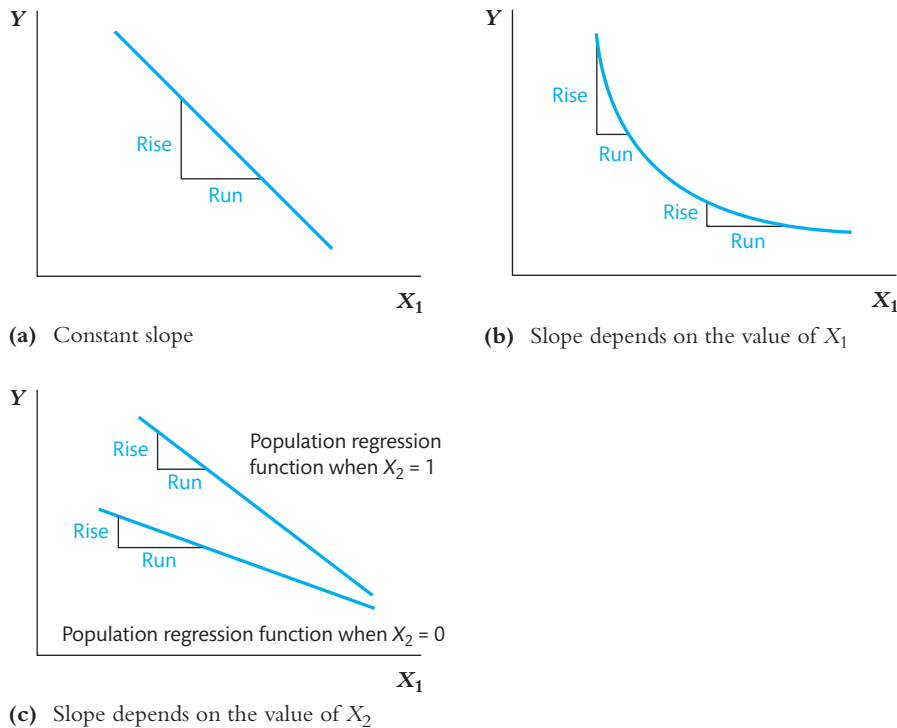 Y
Rise
Run
X1
(a) Constant slope
Y
Rise
Run
Rise
Run
X1
(b) Slope depends on the value of X1
Y
Rise
Run
Population regression
function when X2 = 1
Rise
Run
Population regression function when X2 = 0
X1
(c) Slope depends on the value of X2